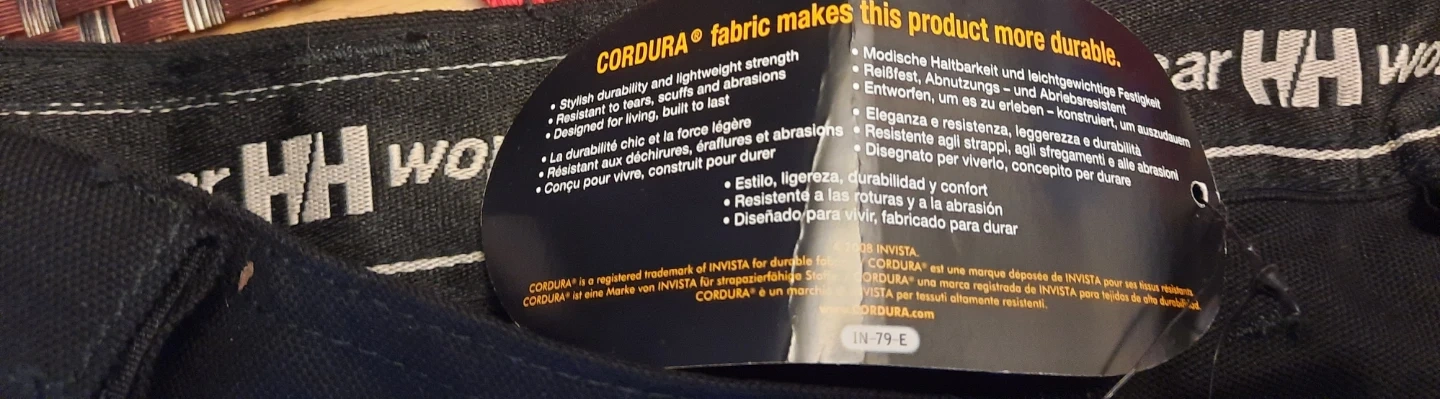 CORDURA® fabric makes this product more durable.
• Stylish durability and lightweight strength
• Resistant to tears, scuffs and abrasions
• Designed for living, built to last
• La durabilité chic et la force légère
• Résistant aux déchirures, éraflures et abrasions
• Conçu pour vivre, construit pour durer
• Modische Haltbarkeit und leichtgewichtige Festigkeit
• Reißfest, Abnutzungs – und Abriebsresistent
• Entworfen, um es zu erleben – konstruiert, um auszudauern
• Eleganza e resistenza, leggerezza e durabilità
• Resistente agli strappi, agli sfregamenti e alle abrasioni
• Disegnato per viverlo, concepito per durare
• Estilo, ligereza, durabilidad y confort
• Resistente a las roturas y a la abrasión
• Diseñado para vivir, fabricado para durar
INVISTA.
CORDURA® is a registered trademark of INVISTA for durable
CORDURA® est une marque déposée de INVISTA pour ses tissus résistants.
CORDURA® ist eine Marke von INVISTA für strapazierfähige
CORDURA® una marca registrada de INVISTA para tejidos de alta
CORDURA® è un marchio INVISTA per tessuti altamente resistenti.
CORDURA.com
IN-79-E
HH
ar HH wo